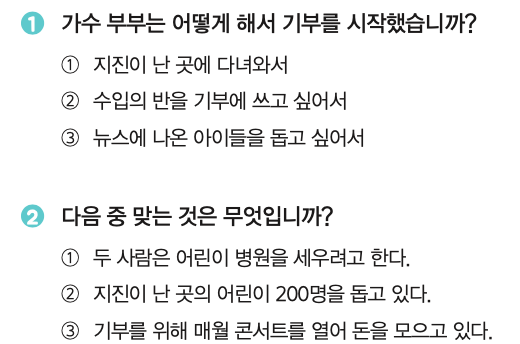 1 가수 부부는 어떻게 해서 기부를 시작했습니까?
① 지진이 난 곳에 다녀와서
② 수입의 반을 기부에 쓰고 싶어서
③ 뉴스에 나온 아이들을 돕고 싶어서
2 다음 중 맞는 것은 무엇입니까?
① 두 사람은 어린이 병원을 세우려고 한다.
② 지진이 난 곳의 어린이 200명을 돕고 있다.
③ 기부를 위해 매월 콘서트를 열어 돈을 모으고 있다.